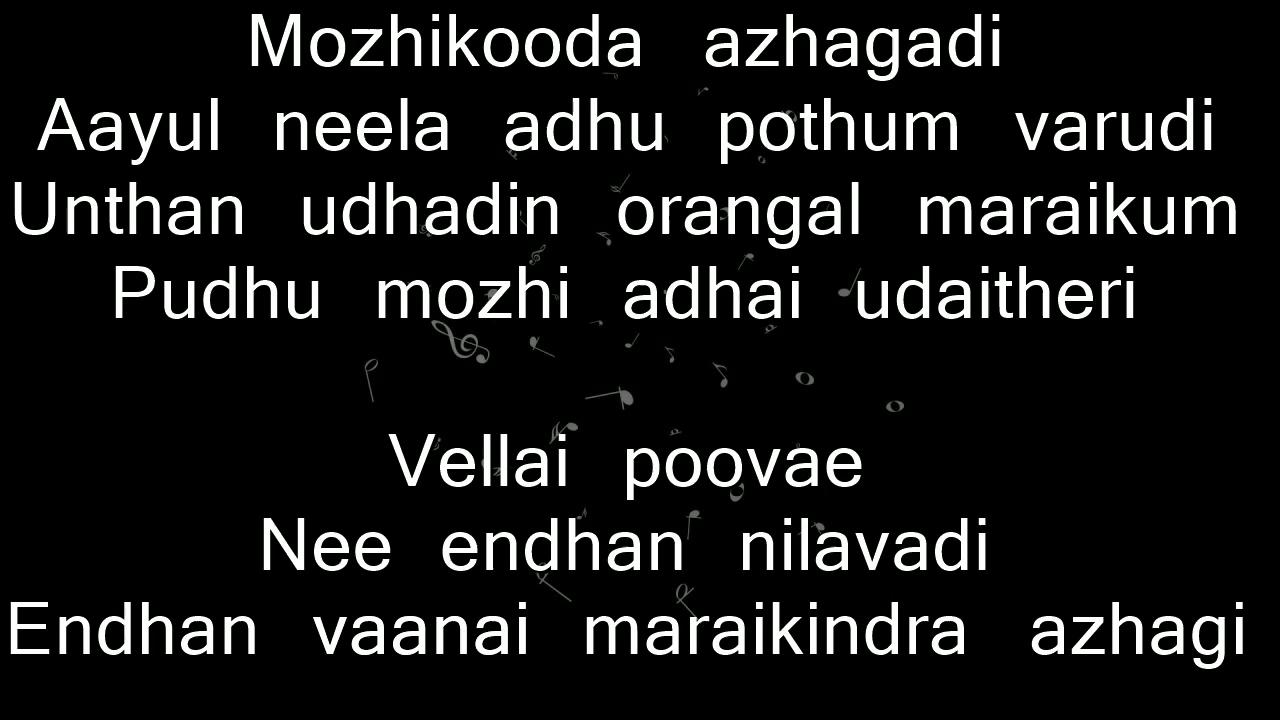 Mozhikooda azhagadi
Aayul neela adhu pothum varudi
Unthan udhadin orangal maraikum
Pudhu mozhi adhai udaitheri
Vellai poovae
Nee endhan nilavadi
Endhan vaanai maraikindra azhagi